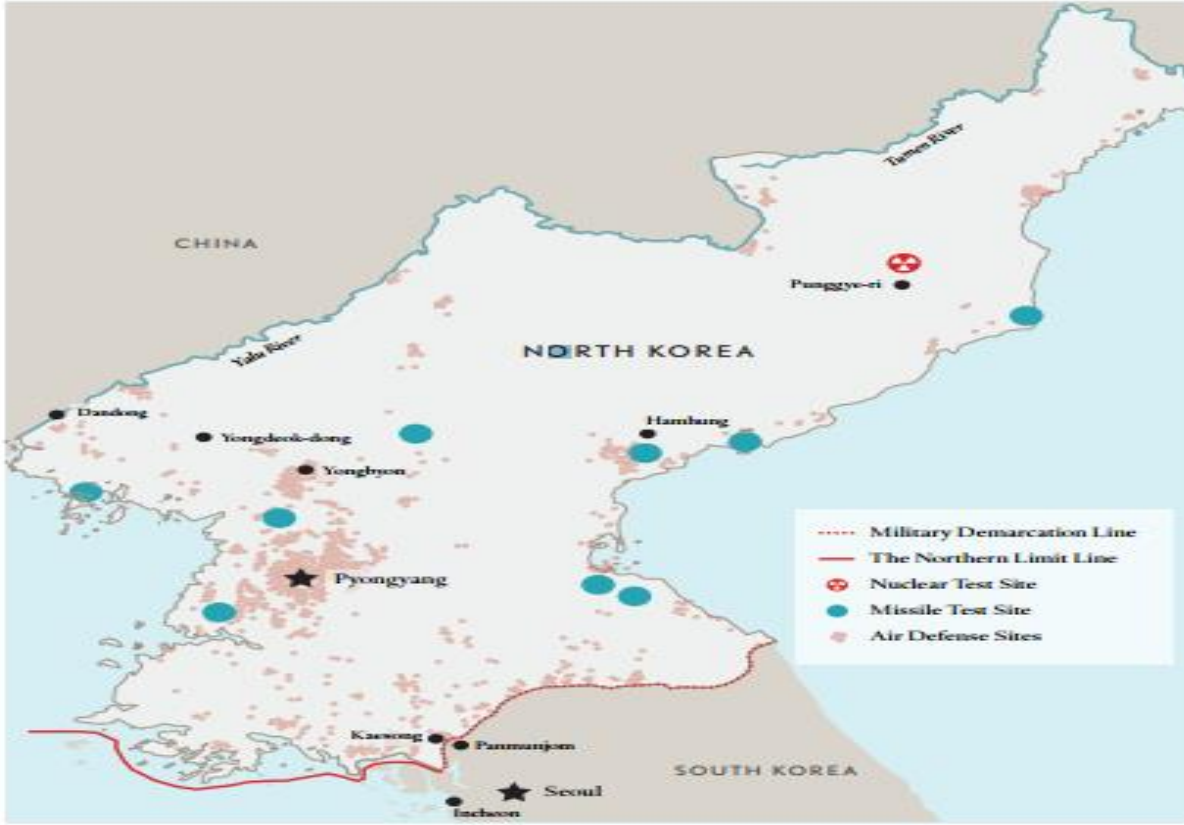 Tumen River
CHINA
Punggye-ri
Yalu River
NORTH KOREA
Dandong
Hamhung
Yongdeok-dong
Yongbyon
Military Demarcation Line
The Northern Limit Line
Pyongyang
Nuclear Test Site
Missile Test Site
Air Defense Sites
Kaesong
Panmunjom
SOUTH KOREA
Seoul
Incheon